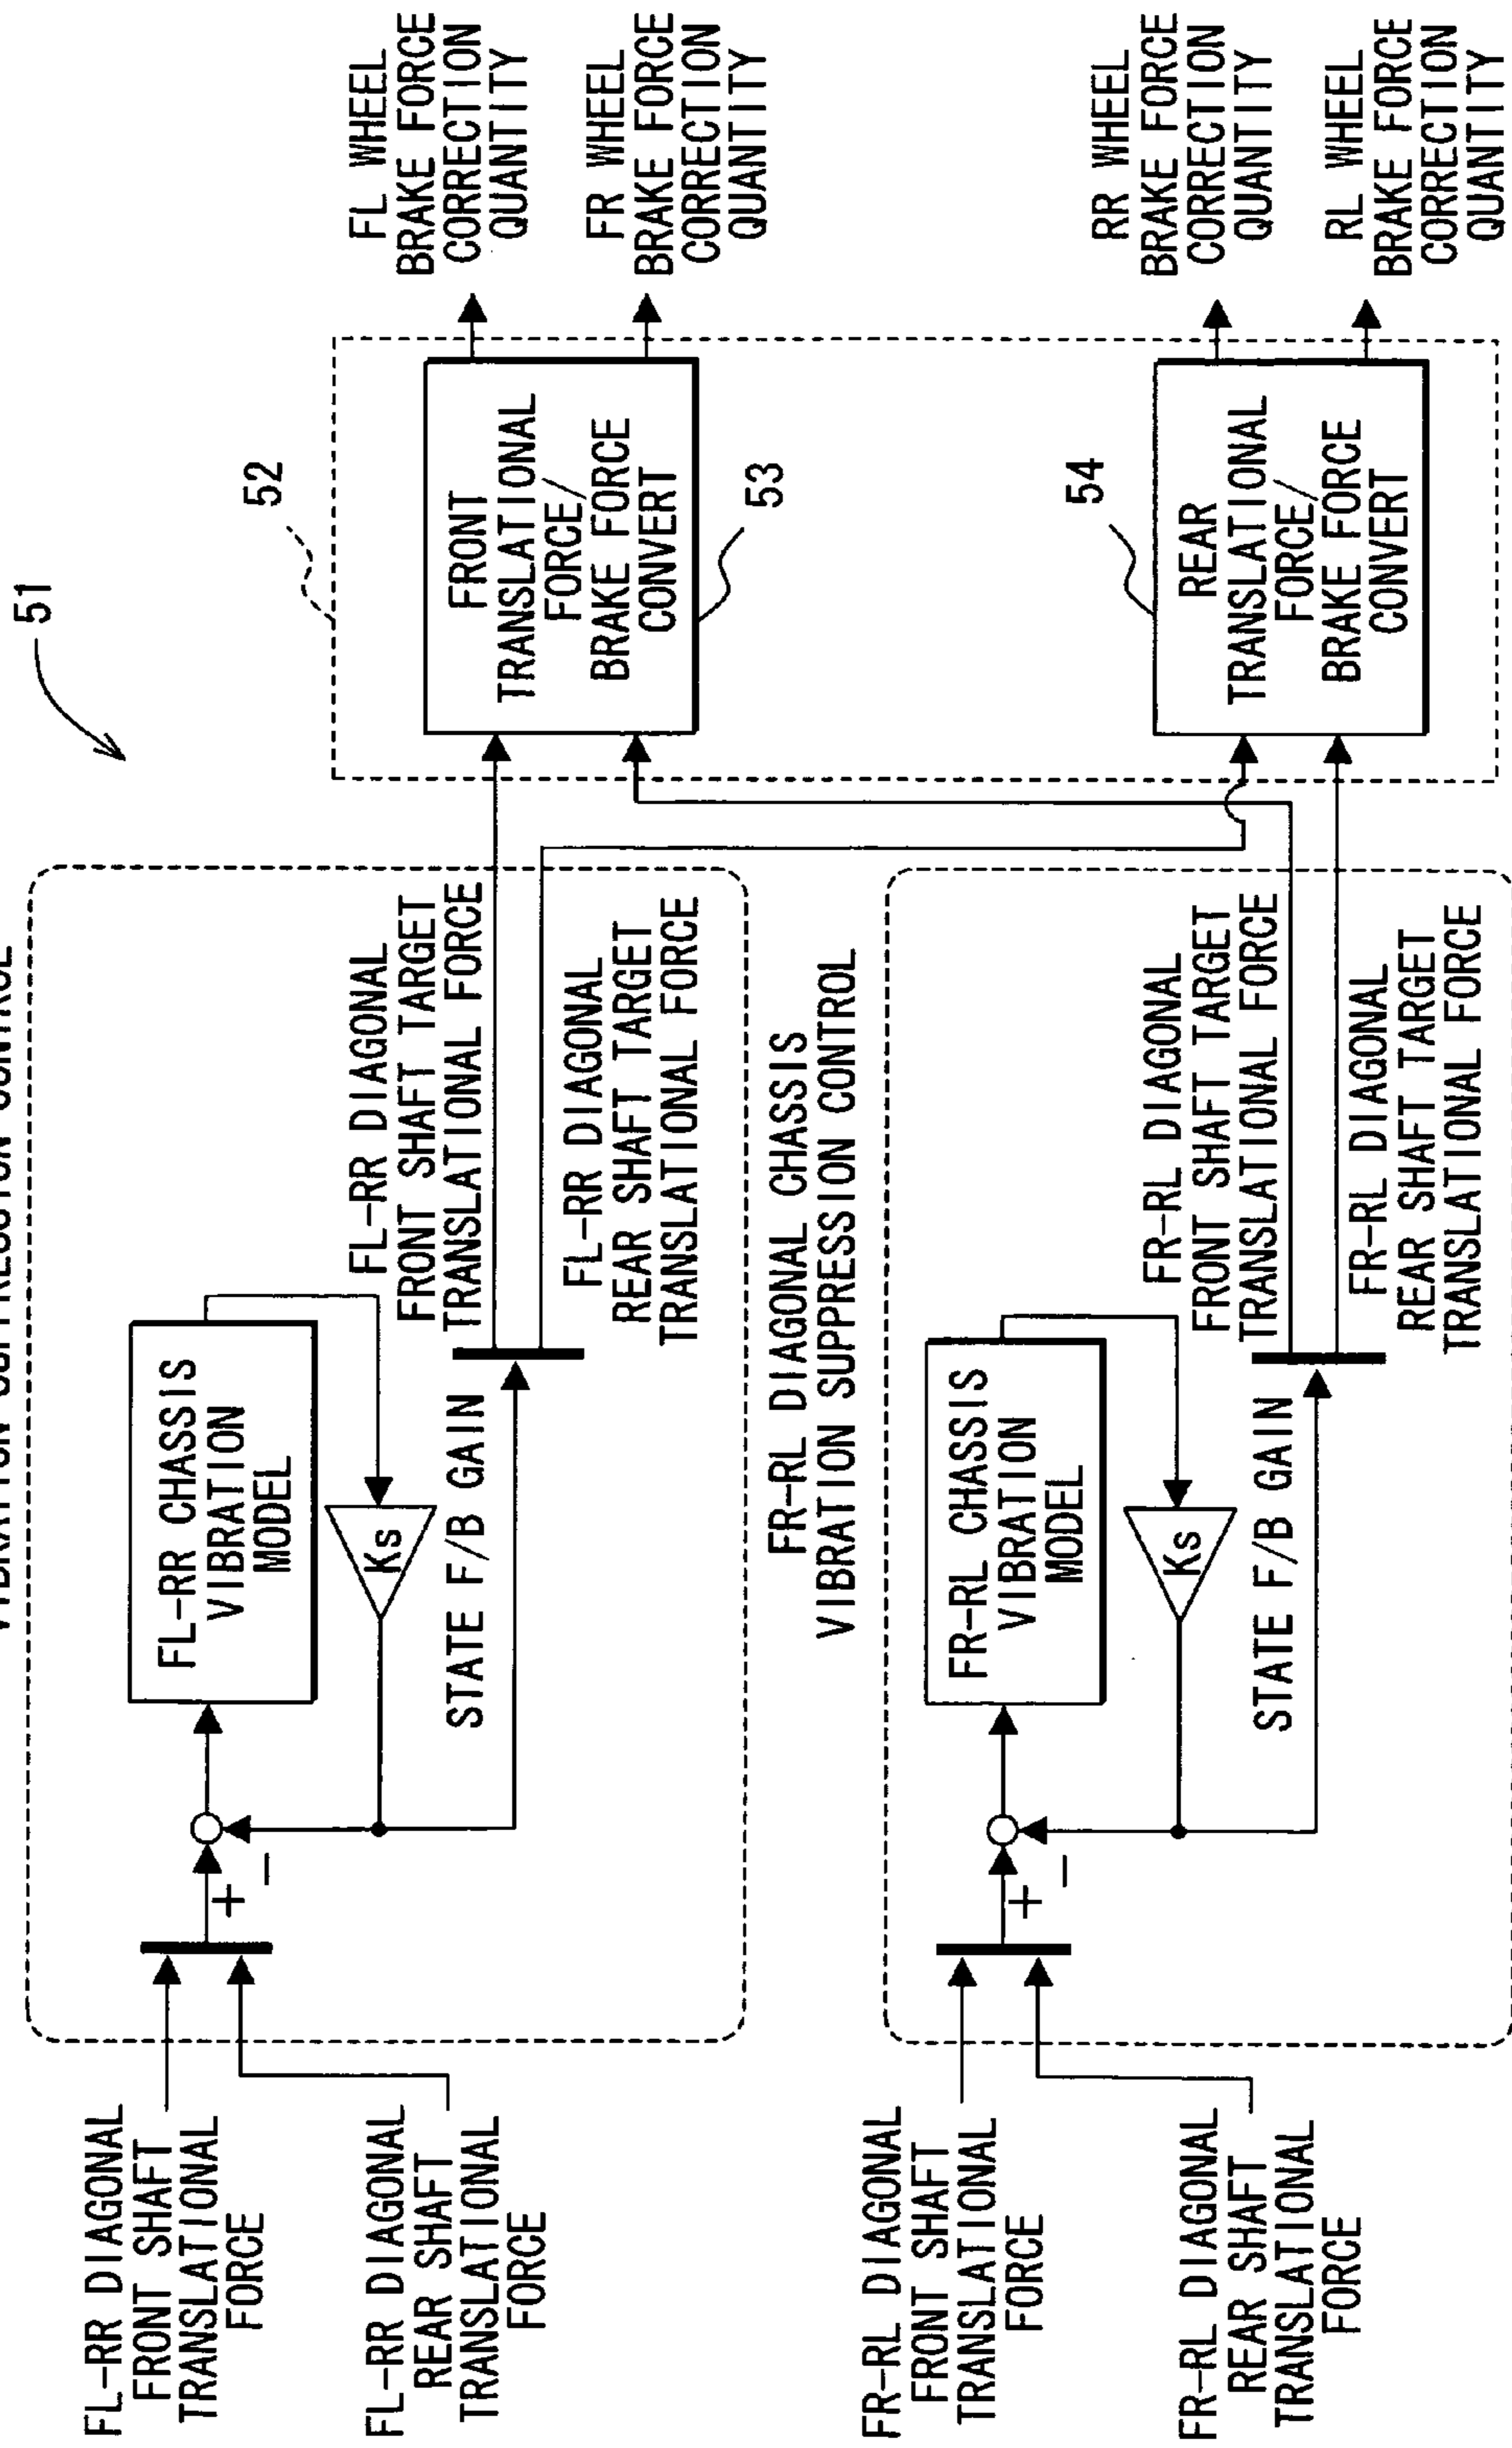 51
VIBRATION SUPPRESSION CONTROL
FL-RR DIAGONAL
FRONT SHAFT
TRANSLATIONAL
FORCE
FL-RR DIAGONAL
REAR SHAFT
TRANSLATIONAL
FORCE
+
-
FL-RR CHASSIS
VIBRATION
MODEL
Ks
STATE F/B GAIN
FL-RR DIAGONAL
FRONT SHAFT TARGET
TRANSLATIONAL FORCE
FL-RR DIAGONAL
REAR SHAFT TARGET
TRANSLATIONAL FORCE
FR-RL DIAGONAL CHASSIS
VIBRATION SUPPRESSION CONTROL
FR-RL DIAGONAL
FRONT SHAFT
TRANSLATIONAL
FORCE
FR-RL DIAGONAL
REAR SHAFT
TRANSLATIONAL
FORCE
+
-
FR-RL CHASSIS
VIBRATION
MODEL
Ks
STATE F/B GAIN
FR-RL DIAGONAL
FRONT SHAFT TARGET
TRANSLATIONAL FORCE
FR-RL DIAGONAL
REAR SHAFT TARGET
TRANSLATIONAL FORCE
52
FRONT
TRANSLATIONAL
FORCE/
BRAKE FORCE
CONVERT
53
54
REAR
TRANSLATIONAL
FORCE/
BRAKE FORCE
CONVERT
FL WHEEL
BRAKE FORCE
CORRECTION
QUANTITY
FR WHEEL
BRAKE FORCE
CORRECTION
QUANTITY
RR WHEEL
BRAKE FORCE
CORRECTION
QUANTITY
RL WHEEL
BRAKE FORCE
CORRECTION
QUANTITY